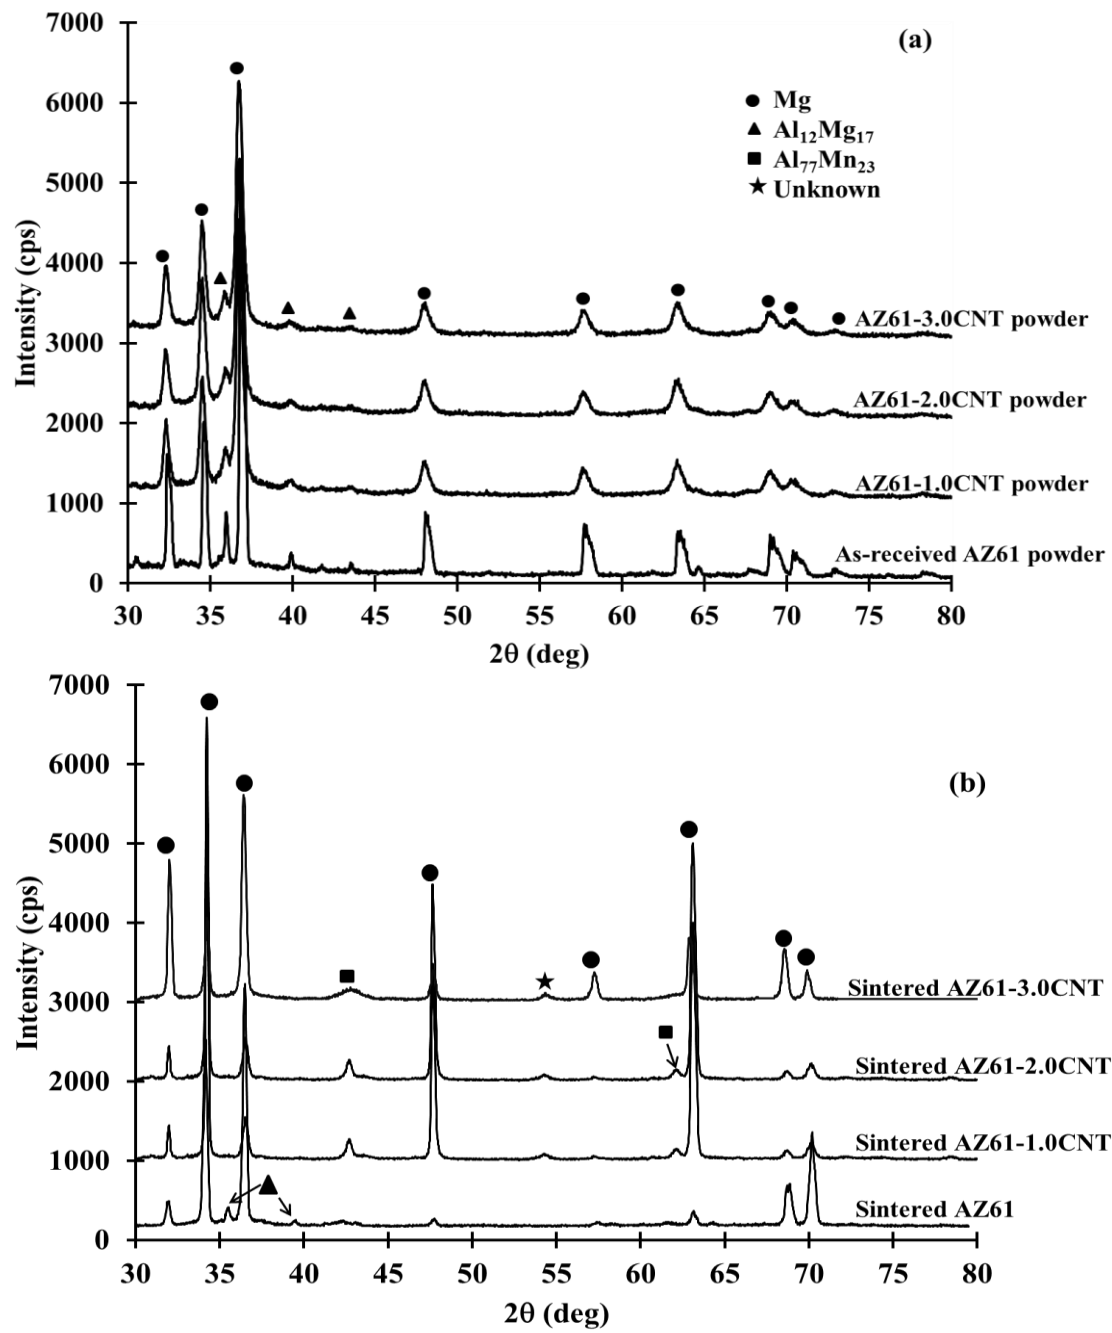 7000
(a)
● Mg
▲ Al₁₂Mg₁₇
■ Al₇₇Mn₂₃
★ Unknown
6000
5000
4000
3000
2000
1000
0
Intensity (cps)
AZ61-3.0CNT powder
AZ61-2.0CNT powder
AZ61-1.0CNT powder
As-received AZ61 powder
30 35 40 45 50 55 60 65 70 75 80
2θ (deg)
7000
(b)
6000
5000
4000
3000
2000
1000
0
Intensity (cps)
Sintered AZ61-3.0CNT
Sintered AZ61-2.0CNT
Sintered AZ61-1.0CNT
Sintered AZ61
30 35 40 45 50 55 60 65 70 75 80
2θ (deg)